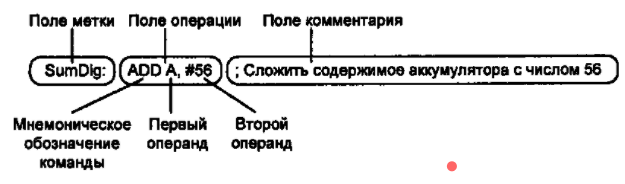 Поле метки Поле операции Поле комментария
SumDig: ADD A, #56 ; Сложить содержимое аккумулятора с числом 56
Мнемоническое Первый Второй
обозначение операнд операнд
команды